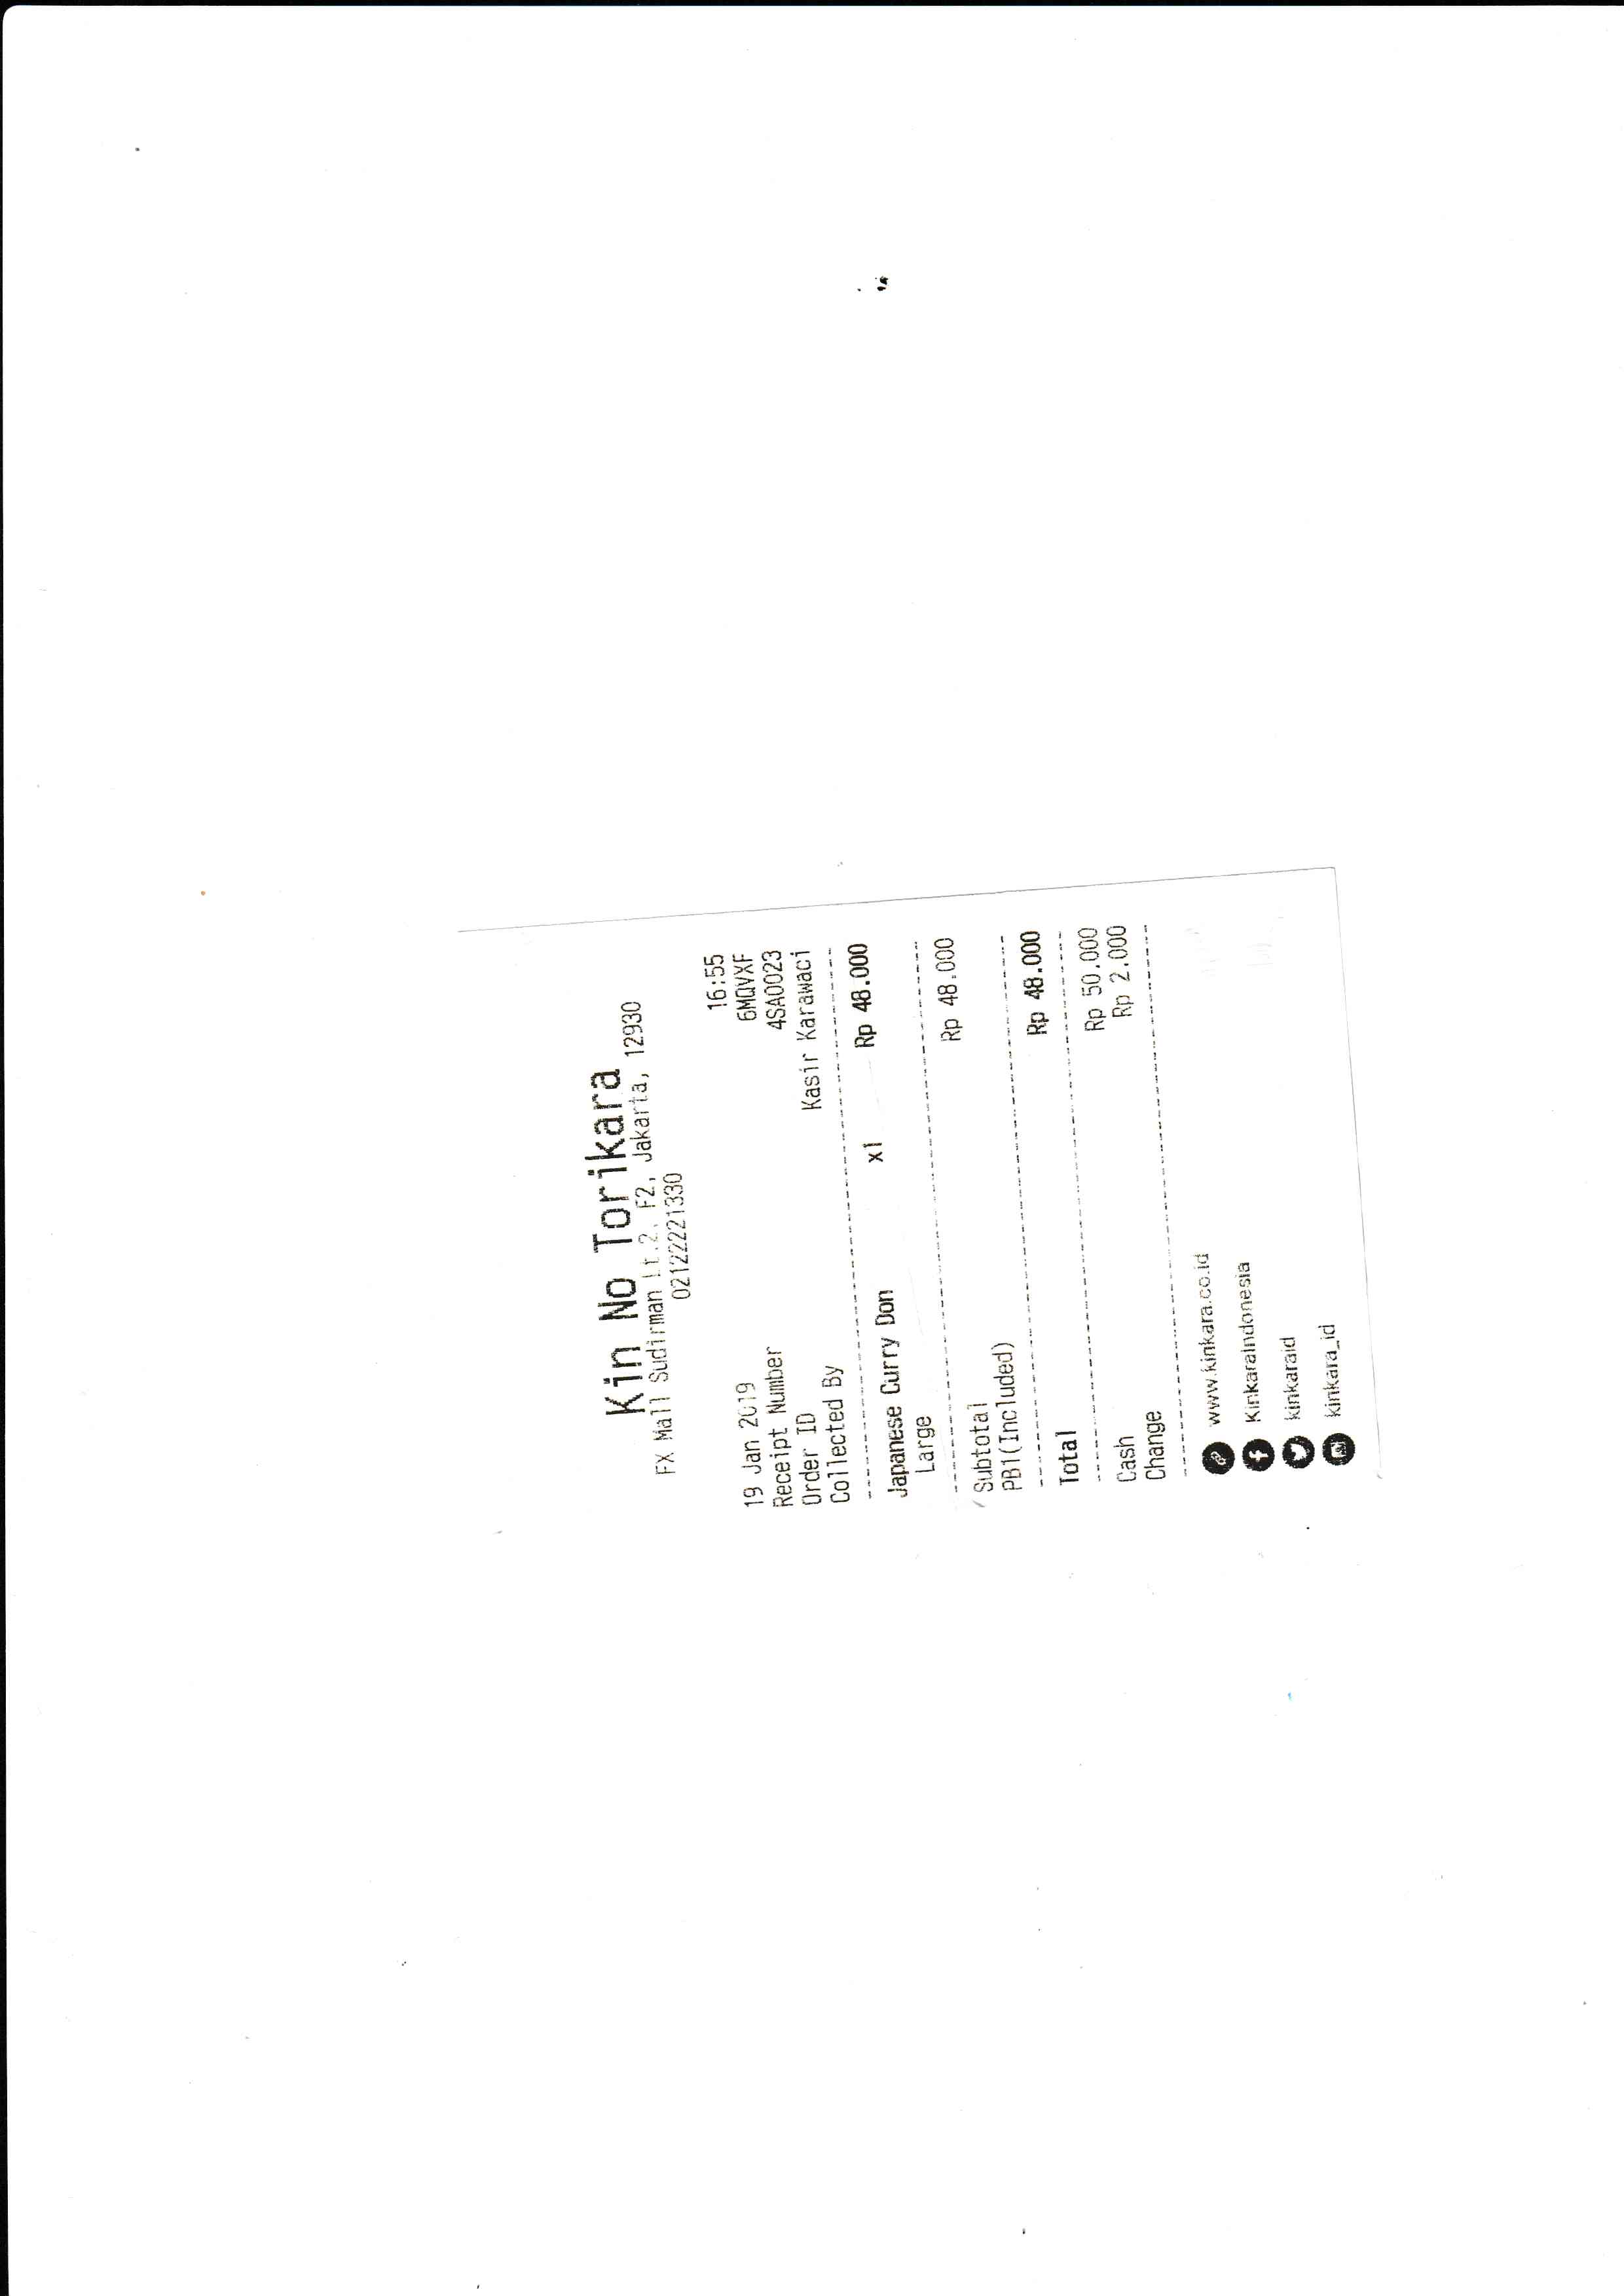 Kin No Torikara
FX Mall Sudirman lt.2, F2, Jakarta, 12930
02122221330
19 Jan 2019 16:55
Receipt Number 6MQVXF
Order ID 4SA0023
Collected By Kasir Karawaci
Japanese Curry Don x1 Rp 48.000
Large
Subtotal Rp 48.000
PB1(Included)
Total Rp 48.000
Cash Rp 50.000
Change Rp 2.000
www.kinkara.co.id
KinkaraIndonesia
kinkaraid
kinkara_id